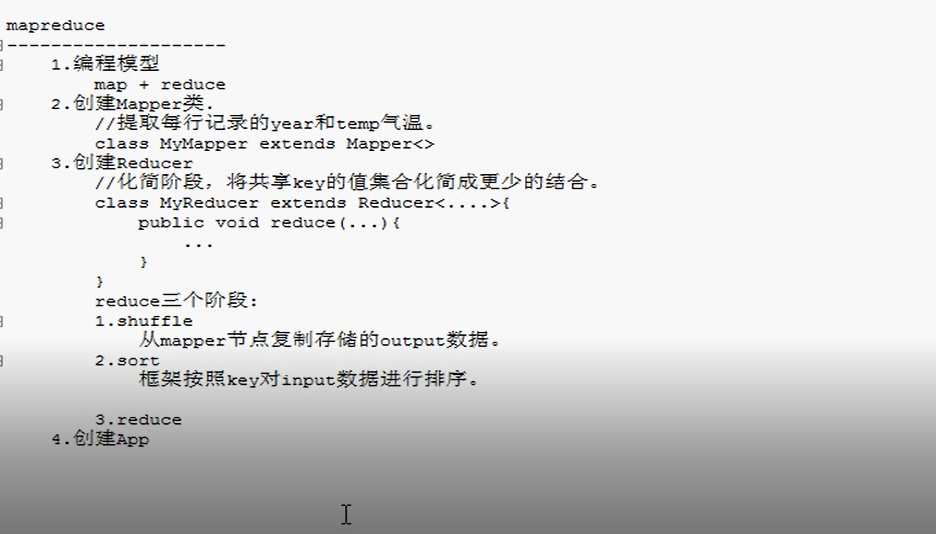 mapreduce
--------------------
1.编程模型
map + reduce
2.创建Mapper类.
//提取每行记录的year和temp气温。
class MyMapper extends Mapper<>
3.创建Reducer
//化简阶段，将共享key的值集合化简成更少的结合。
class MyReducer extends Reducer<....>{
public void reduce(...){
...
}
}
reduce三个阶段：
1.shuffle
从mapper节点复制存储的output数据。
2.sort
框架按照key对input数据进行排序。
3.reduce
4.创建App